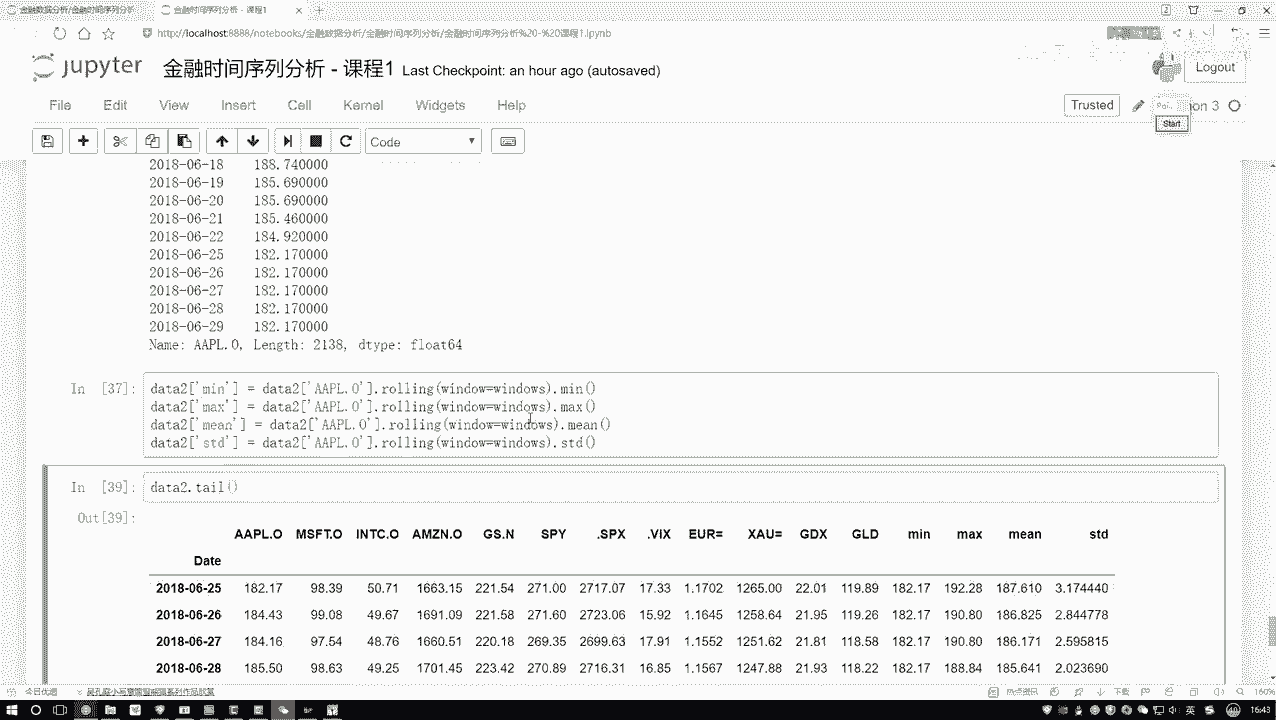 金融数据分析/金融时间序列分析
金融时间序列分析 - 课程1
http://localhost:8888/notebooks/金融数据分析/金融时间序列分析/金融时间序列分析%20-%20课程1.ipynb
jupyter 金融时间序列分析 - 课程1 Last Checkpoint: an hour ago (autosaved)
Logout
File Edit View Insert Cell Kernel Widgets Help
Trusted
on 3
Start
Code
2018-06-18 188.740000
2018-06-19 185.690000
2018-06-20 185.690000
2018-06-21 185.460000
2018-06-22 184.920000
2018-06-25 182.170000
2018-06-26 182.170000
2018-06-27 182.170000
2018-06-28 182.170000
2018-06-29 182.170000
Name: AAPL.O, Length: 2138, dtype: float64
In [37]: data2['min'] = data2['AAPL.O'].rolling(window=windows).min()
data2['max'] = data2['AAPL.O'].rolling(window=windows).max()
data2['mean'] = data2['AAPL.O'].rolling(window=windows).mean()
data2['std'] = data2['AAPL.O'].rolling(window=windows).std()
In [39]: data2.tail()
Out[39]:
AAPL.O MSFT.O INTC.O AMZN.O GS.N SPY .SPX .VIX EUR= XAU= GDX GLD min max mean std
Date
2018-06-25 182.17 98.39 50.71 1663.15 221.54 271.00 2717.07 17.33 1.1702 1265.00 22.01 119.89 182.17 192.28 187.610 3.174440
2018-06-26 184.43 99.08 49.67 1691.09 221.58 271.60 2723.06 15.92 1.1645 1258.64 21.95 119.26 182.17 190.80 186.825 2.844778
2018-06-27 184.16 97.54 48.76 1660.51 220.18 269.35 2699.63 17.91 1.1552 1251.62 21.81 118.58 182.17 190.80 186.171 2.595815
2018-06-28 185.50 98.63 49.25 1701.45 223.42 270.89 2716.31 16.85 1.1567 1247.88 21.93 118.22 182.17 188.84 185.641 2.023690
今日优选
下载
160%
16:43